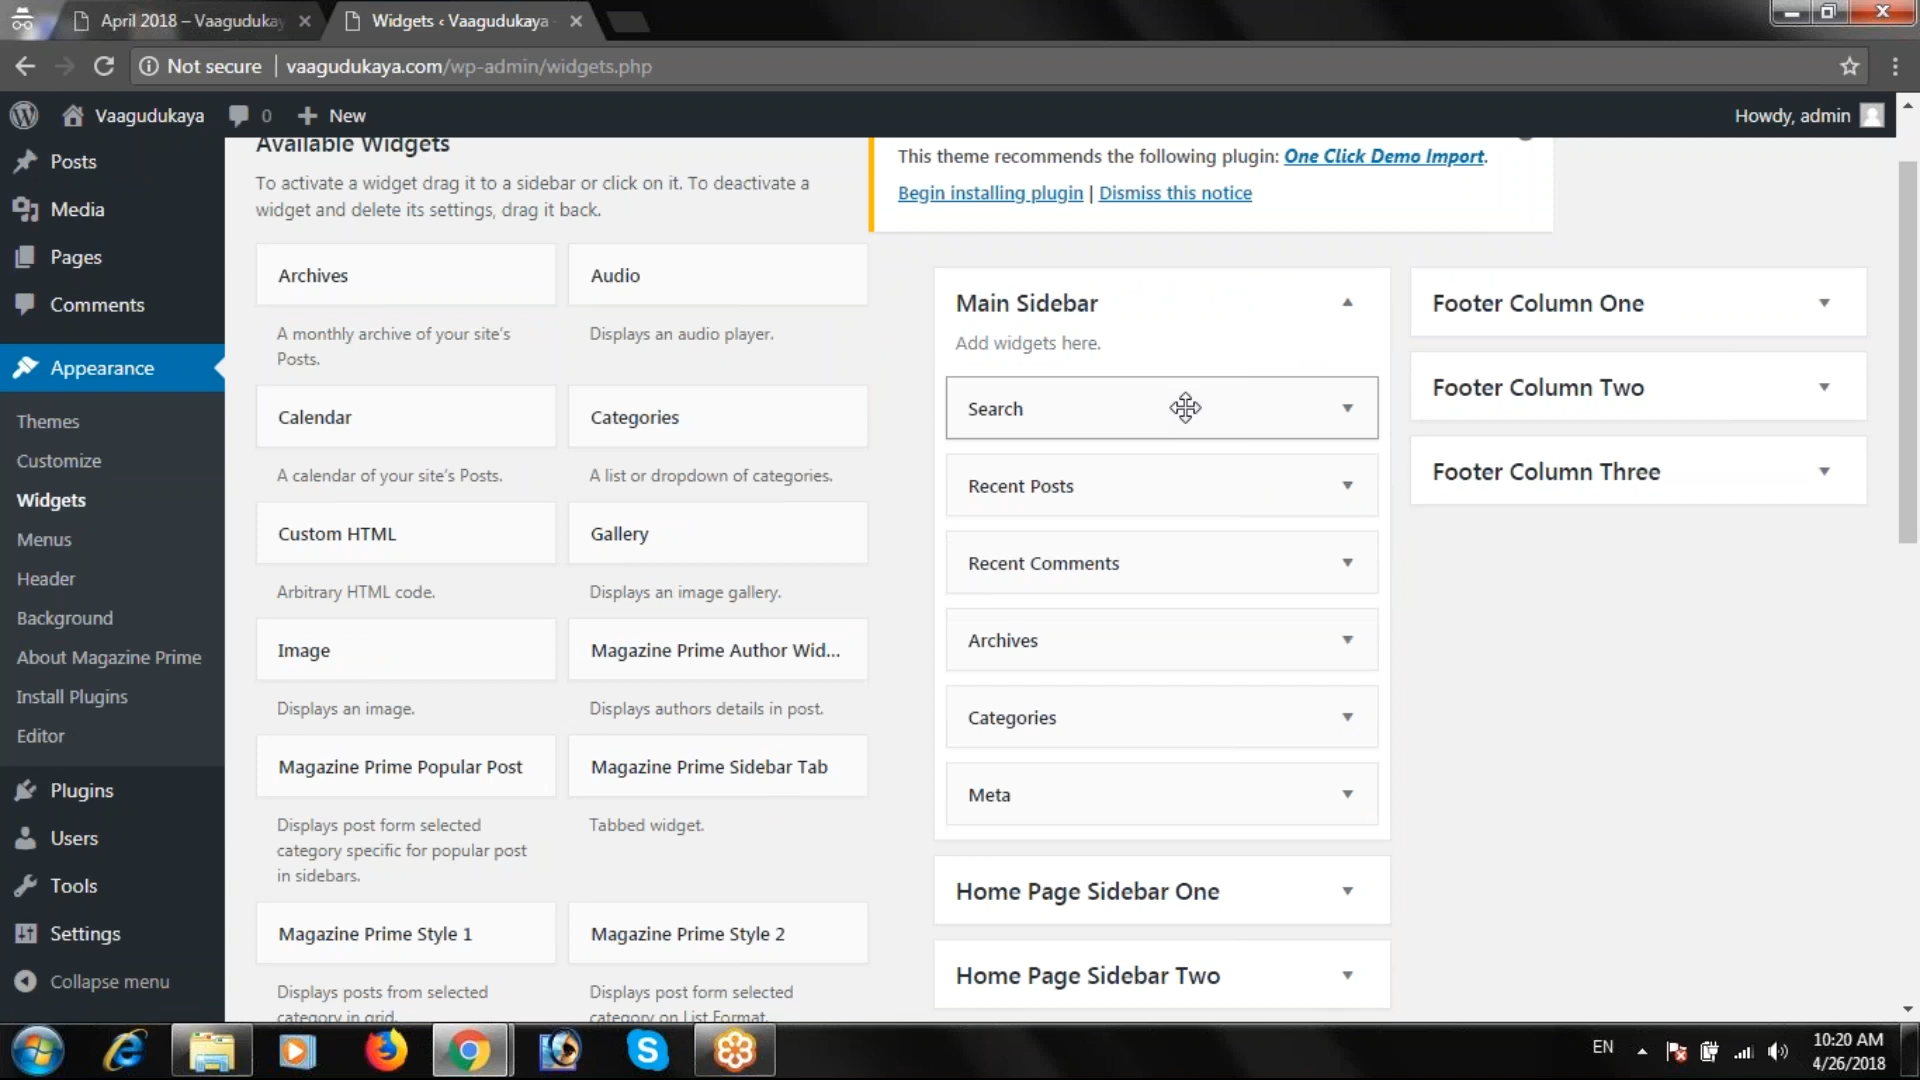 April 2018 – Vaagudukay
Widgets ‹ Vaagudukaya
Not secure
vaagudukaya.com/wp-admin/widgets.php
Vaagudukaya
0
New
Howdy, admin
Posts
Media
Pages
Comments
Appearance
Themes
Customize
Widgets
Menus
Header
Background
About Magazine Prime
Install Plugins
Editor
Plugins
Users
Tools
Settings
Collapse menu
Available Widgets
To activate a widget drag it to a sidebar or click on it. To deactivate a
widget and delete its settings, drag it back.
Archives
A monthly archive of your site's
Posts.
Audio
Displays an audio player.
Calendar
A calendar of your site's Posts.
Categories
A list or dropdown of categories.
Custom HTML
Arbitrary HTML code.
Gallery
Displays an image gallery.
Image
Displays an image.
Magazine Prime Author Wid...
Displays authors details in post.
Magazine Prime Popular Post
Displays post form selected
category specific for popular post
in sidebars.
Magazine Prime Sidebar Tab
Tabbed widget.
Magazine Prime Style 1
Displays posts from selected
category in grid.
Magazine Prime Style 2
Displays post form selected
category on List Format.
This theme recommends the following plugin: One Click Demo Import.
Begin installing plugin | Dismiss this notice
Main Sidebar
Add widgets here.
Search
Recent Posts
Recent Comments
Archives
Categories
Meta
Home Page Sidebar One
Home Page Sidebar Two
Footer Column One
Footer Column Two
Footer Column Three
EN
10:20 AM
4/26/2018